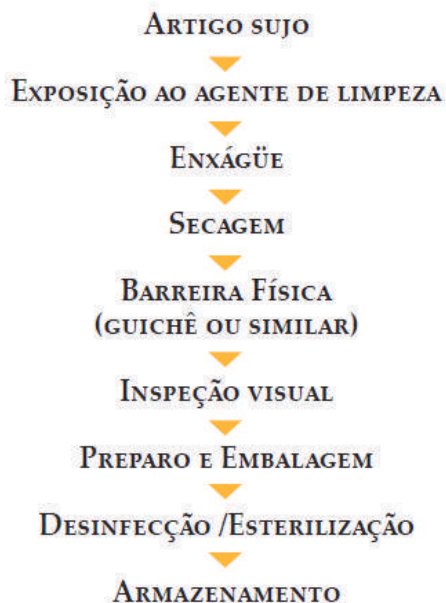 Artigo sujo
Exposição ao agente de limpeza
Enxágüe
Secagem
Barreira Física
(guichê ou similar)
Inspeção visual
Preparo e Embalagem
Desinfecção /Esterilização
Armazenamento